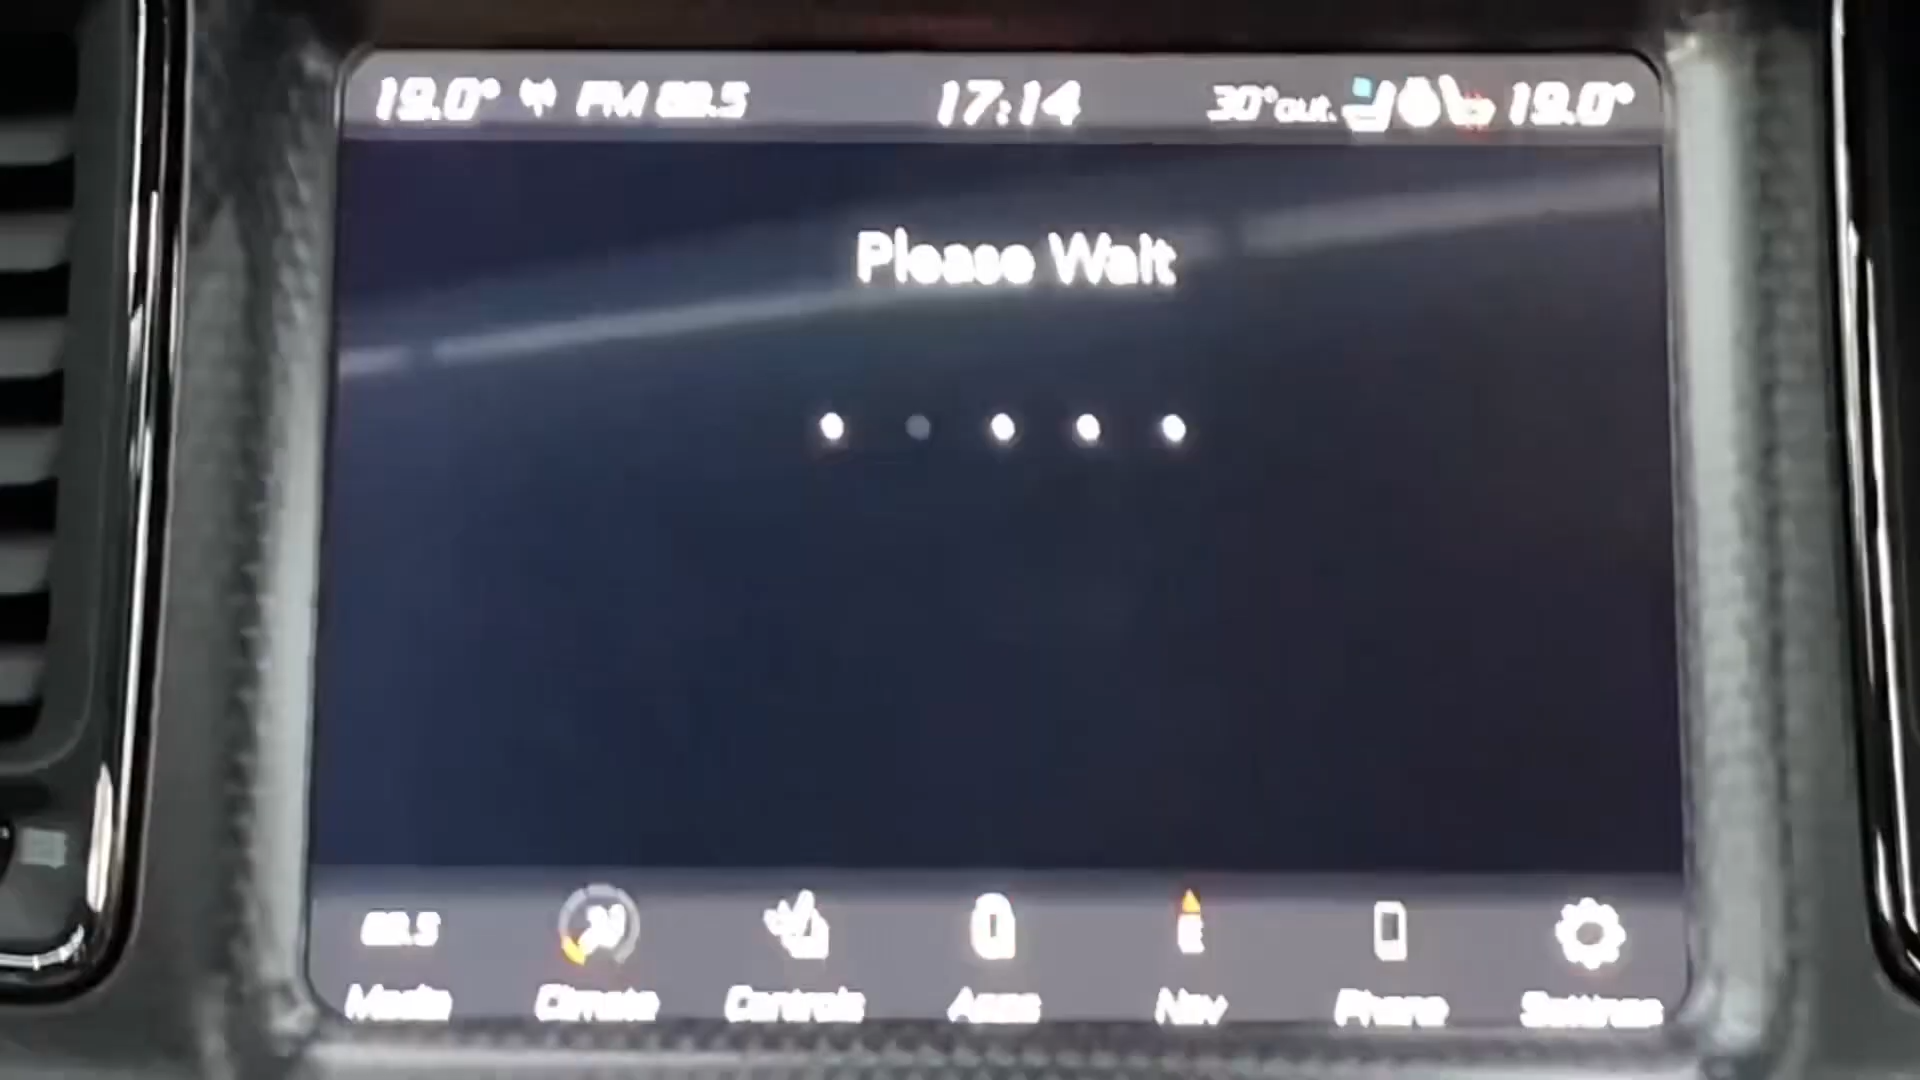 19.0° FM 88.5 17:14 30°out. 19.0°
Please Wait
88.5
Media Climate Controls Apps Nav Phone Settings
E